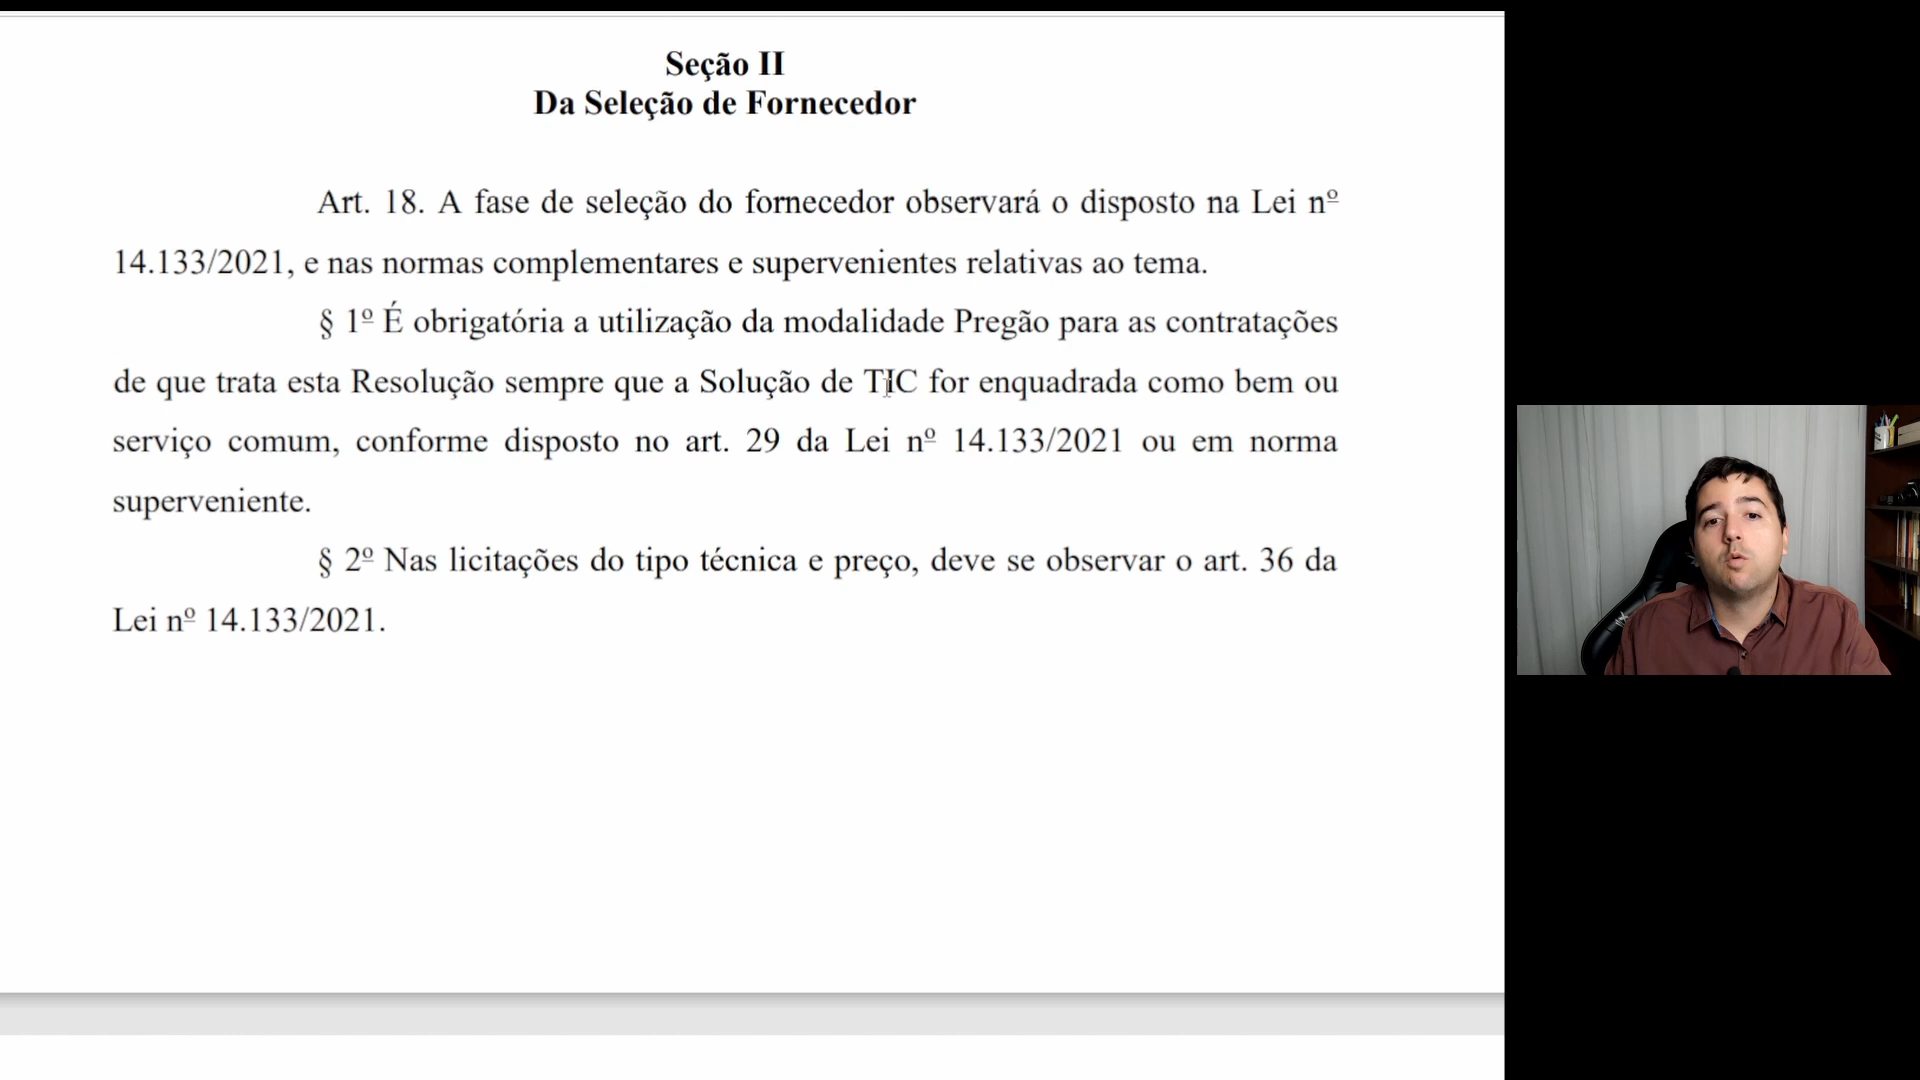 Seção II
Da Seleção de Fornecedor
Art. 18. A fase de seleção do fornecedor observará o disposto na Lei nº
14.133/2021, e nas normas complementares e supervenientes relativas ao tema.
§ 1º É obrigatória a utilização da modalidade Pregão para as contratações
de que trata esta Resolução sempre que a Solução de TIC for enquadrada como bem ou
serviço comum, conforme disposto no art. 29 da Lei nº 14.133/2021 ou em norma
superveniente.
§ 2º Nas licitações do tipo técnica e preço, deve se observar o art. 36 da
Lei nº 14.133/2021.